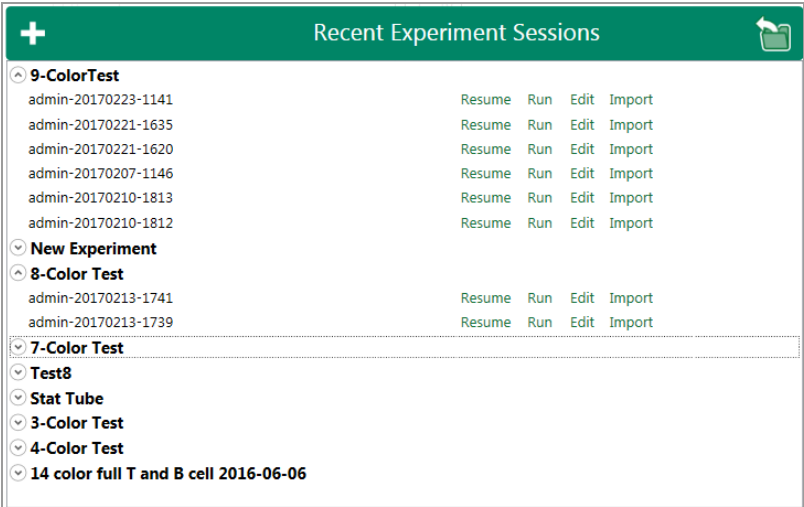 Recent Experiment Sessions
9-ColorTest
admin-20170223-1141 Resume Run Edit Import
admin-20170221-1635 Resume Run Edit Import
admin-20170221-1620 Resume Run Edit Import
admin-20170207-1146 Resume Run Edit Import
admin-20170210-1813 Resume Run Edit Import
admin-20170210-1812 Resume Run Edit Import
New Experiment
8-Color Test
admin-20170213-1741 Resume Run Edit Import
admin-20170213-1739 Resume Run Edit Import
7-Color Test
Test8
Stat Tube
3-Color Test
4-Color Test
14 color full T and B cell 2016-06-06